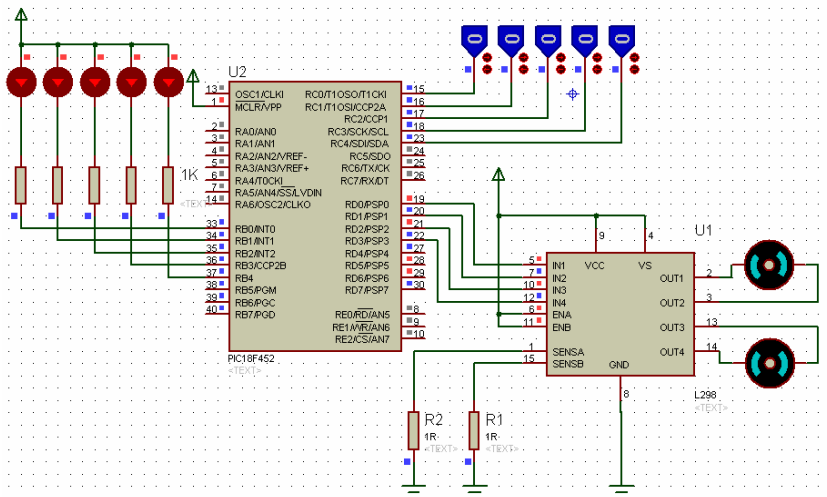 U2
13 OSC1/CLKI
1 MCLR/VPP
2 RA0/AN0
3 RA1/AN1
4 RA2/AN2/VREF-
5 RA3/AN3/VREF+
6 RA4/T0CKI
7 RA5/AN4/SS/LVDIN
14 RA6/OSC2/CLKO
33 RB0/INT0
34 RB1/INT1
35 RB2/INT2
36 RB3/CCP2B
37 RB4
38 RB5/PGM
39 RB6/PGC
40 RB7/PGD
RC0/T1OSO/T1CKI 15
RC1/T1OSI/CCP2A 16
RC2/CCP1 17
RC3/SCK/SCL 18
RC4/SDI/SDA 23
RC5/SDO 24
RC6/TX/CK 25
RC7/RX/DT 26
RD0/PSP0 19
RD1/PSP1 20
RD2/PSP2 21
RD3/PSP3 22
RD4/PSP4 27
RD5/PSP5 28
RD6/PSP6 29
RD7/PSP7 30
RE0/RD/AN5 8
RE1/WR/AN6 9
RE2/CS/AN7 10
PIC18F452
<TEXT>
1K
<TEXT>
0 0 0 0 0
U1
9 4
VCC VS
5 IN1
7 IN2
10 IN3
12 IN4
6 ENA
11 ENB
1 SENSA
15 SENSB
OUT1 2
OUT2 3
OUT3 13
OUT4 14
GND
8
L298
<TEXT>
R2
1R
<TEXT>
R1
1R
<TEXT>